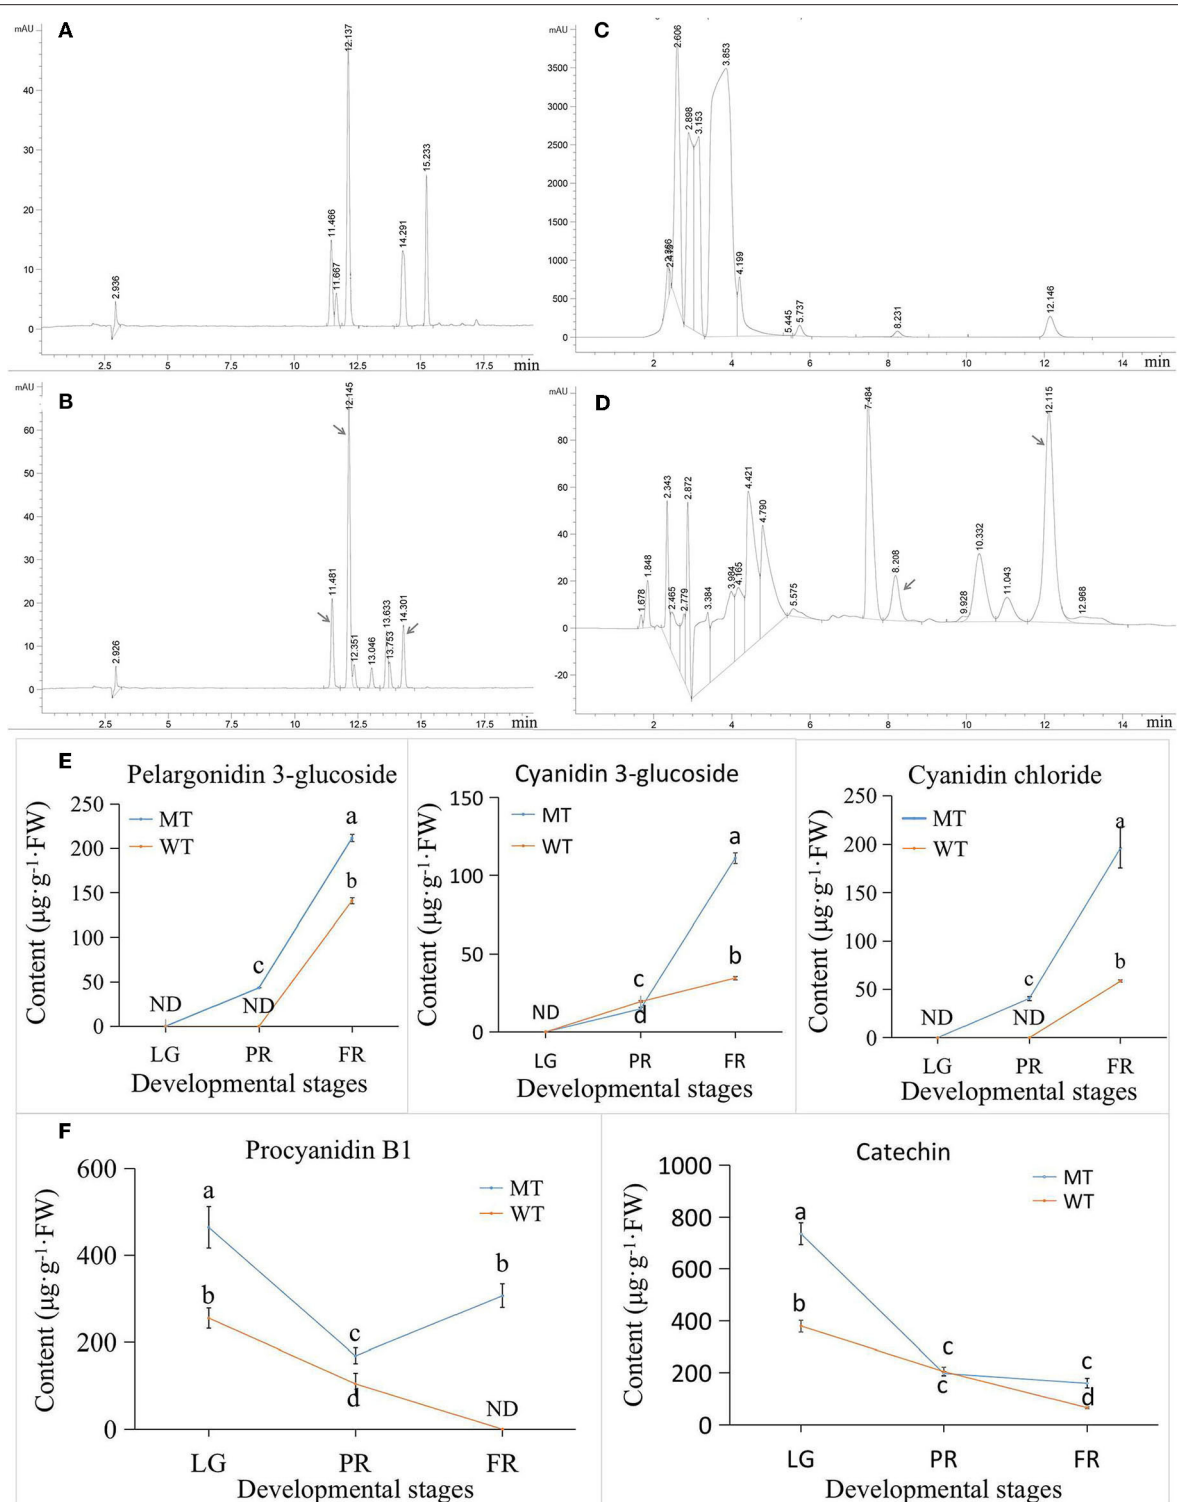 A
mAU
40
30
20
10
0
2.936
11.466
11.667
12.137
14.291
15.233
2.5
5
7.5
10
12.5
15
17.5
min
C
mAU
3500
3000
2500
2000
1500
1000
500
0
2.606
2.898
3.153
3.853
4.199
5.445
5.737
8.231
12.146
2
4
6
8
10
12
14
min
B
mAU
60
50
40
30
20
10
0
2.926
11.481
12.145
12.351
13.046
13.633
13.753
14.301
2.5
5
7.5
10
12.5
15
17.5
min
D
mAU
80
60
40
20
0
-20
1.678
1.848
2.343
2.465
2.779
2.872
3.384
3.984
4.165
4.421
4.790
5.575
7.484
8.208
9.928
10.332
11.043
12.115
12.968
2
4
6
8
10
12
14
min
E
Pelargonidin 3-glucoside
Content (µg·g⁻¹·FW)
250
200
150
100
50
0
MT
WT
a
b
c
ND
ND
LG
PR
FR
Developmental stages
Cyanidin 3-glucoside
Content (µg·g⁻¹·FW)
150
100
50
0
MT
WT
a
b
c
d
ND
LG
PR
FR
Developmental stages
Cyanidin chloride
Content (µg·g⁻¹·FW)
250
200
150
100
50
0
MT
WT
a
b
c
ND
ND
LG
PR
FR
Developmental stages
F
Procyanidin B1
Content (µg·g⁻¹·FW)
600
400
200
0
MT
WT
a
b
b
c
d
ND
LG
PR
FR
Developmental stages
Catechin
Content (µg·g⁻¹·FW)
1000
800
600
400
200
0
MT
WT
a
b
c
c
c
d
LG
PR
FR
Developmental stages